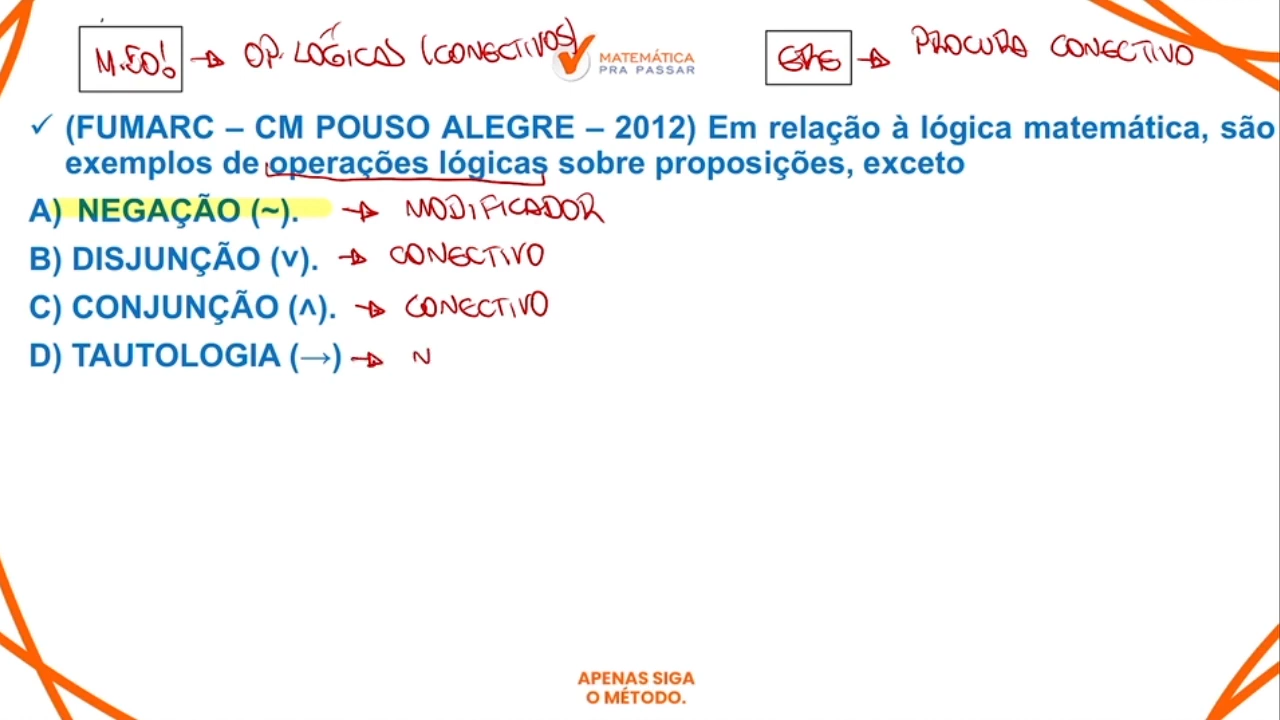 M.ÃO! → OP. LÓGICAS (CONECTIVOS)
MATEMÁTICA
PRA PASSAR
→ PROCURA CONECTIVO
✓ (FUMARC – CM POUSO ALEGRE – 2012) Em relação à lógica matemática, são
exemplos de operações lógicas sobre proposições, exceto
A) NEGAÇÃO (~). → MODIFICADOR
B) DISJUNÇÃO (v). → CONECTIVO
C) CONJUNÇÃO (∧). → CONECTIVO
D) TAUTOLOGIA (→) → N
APENAS SIGA
O MÉTODO.